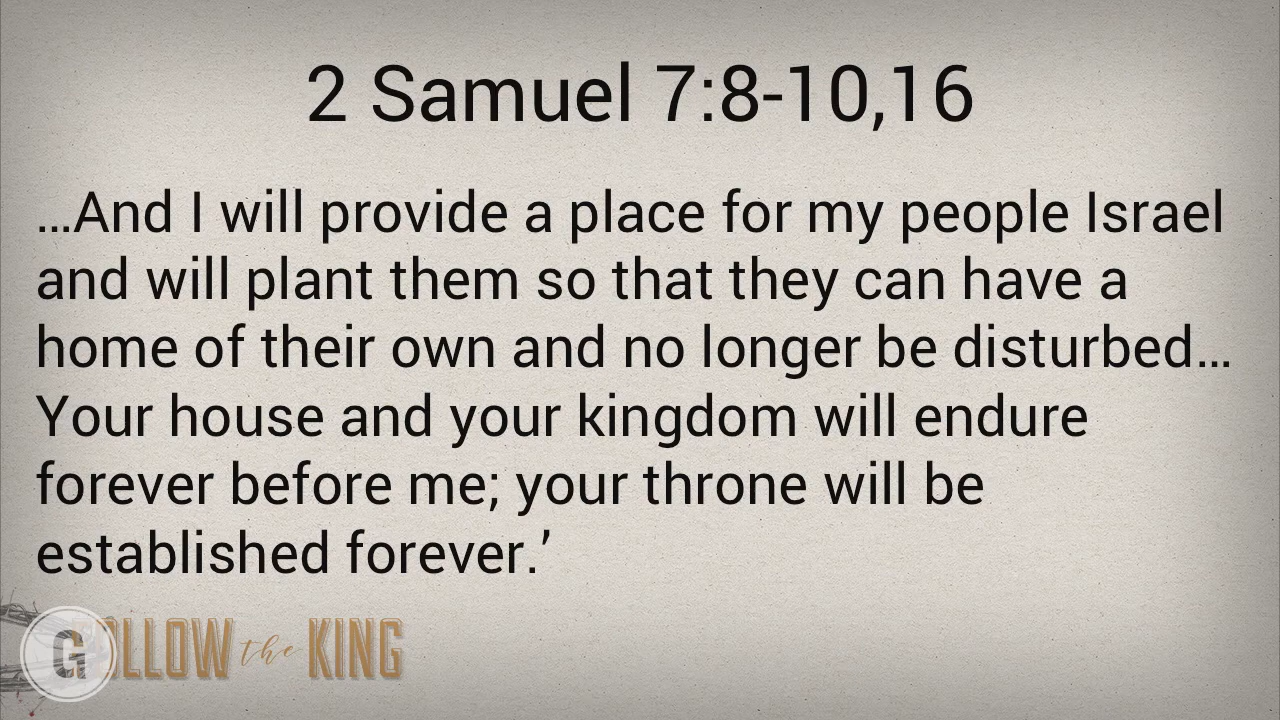 2 Samuel 7:8-10,16
…And I will provide a place for my people Israel
and will plant them so that they can have a
home of their own and no longer be disturbed…
Your house and your kingdom will endure
forever before me; your throne will be
established forever.’
G
OLLOW the KING